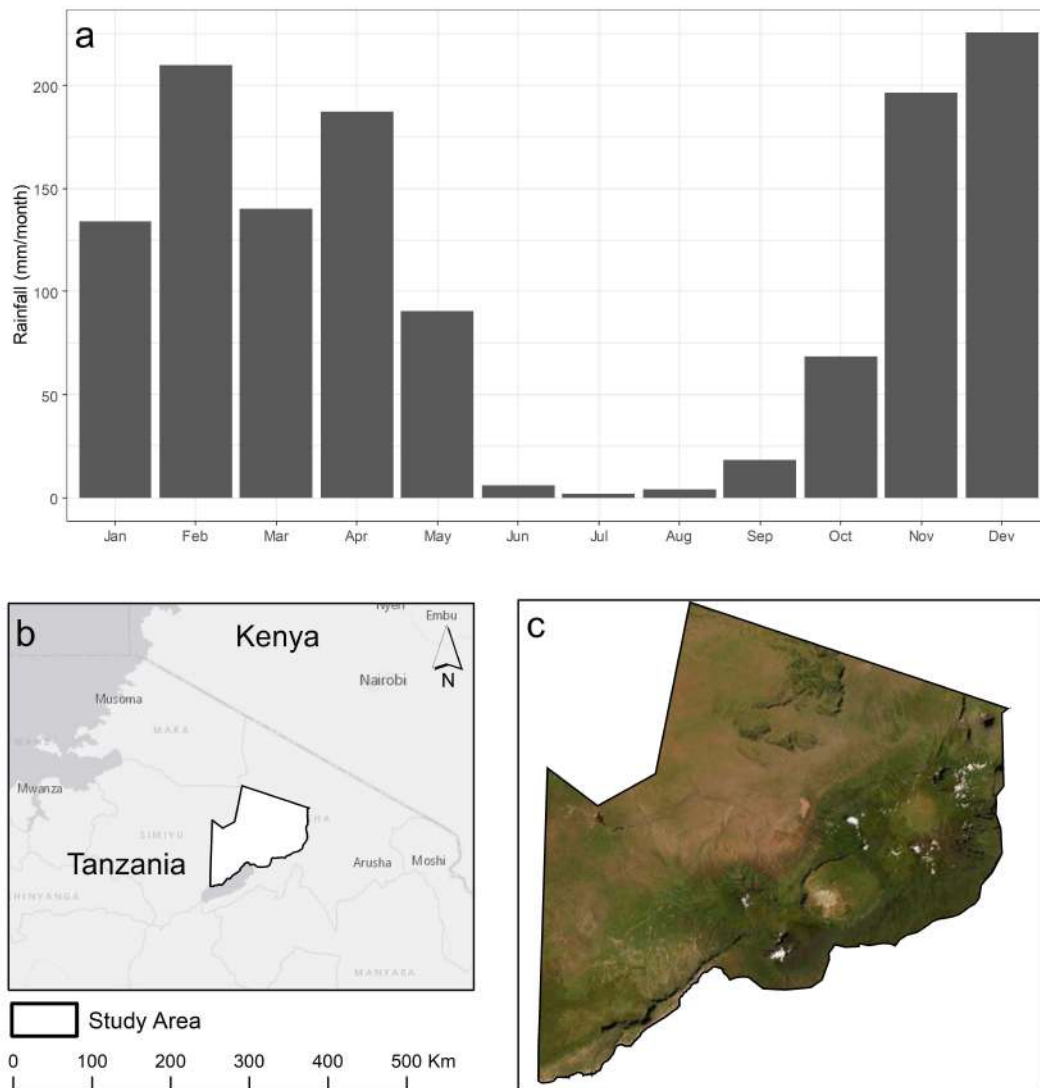 a
Rainfall (mm/month)
200
150
100
50
0
Jan Feb Mar Apr May Jun Jul Aug Sep Oct Nov Dev
b
Kenya
Embu
N
Nairobi
Musoma
MARA
Mwanza
SIMIYU
Tanzania
Arusha Moshi
MANYARA
Study Area
0 100 200 300 400 500 Km
c